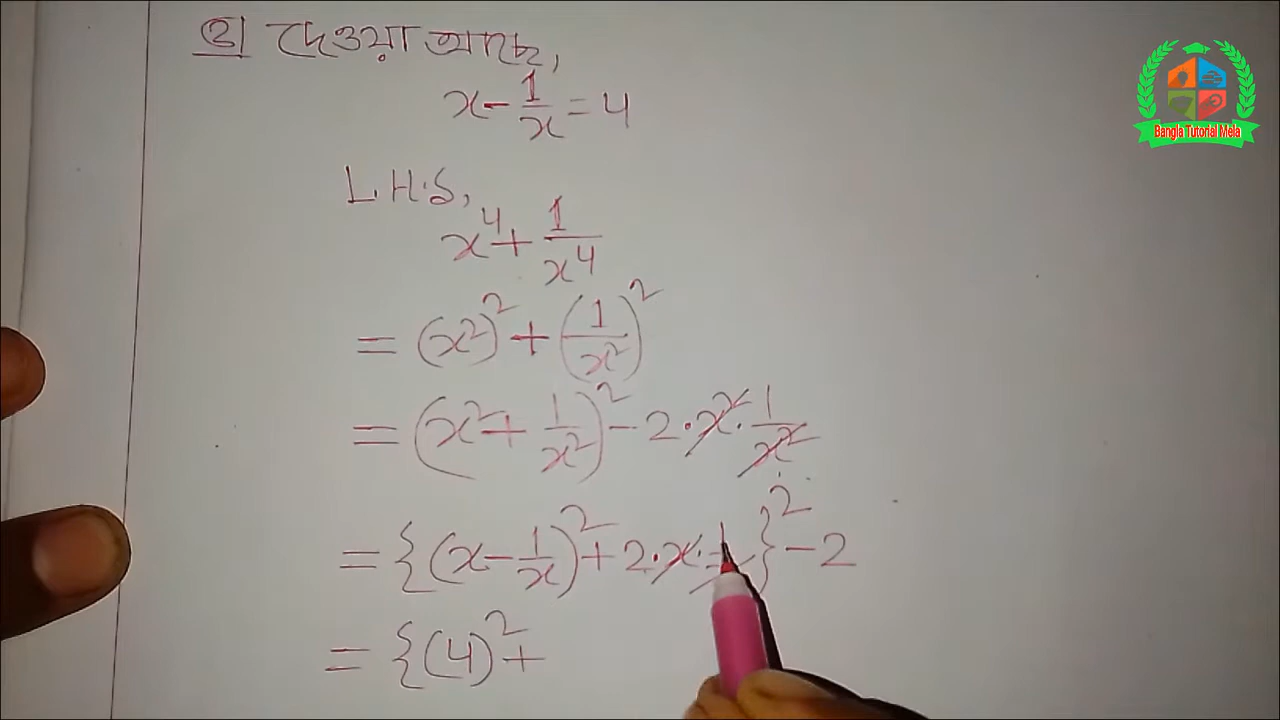 ৩| দেওয়া আছে,
x - 1/x = 4
L.H.S,
x⁴ + 1/x⁴
= (x²)² + (1/x²)²
= (x² + 1/x²)² - 2·x²·1/x²
= {(x - 1/x)² + 2·x·1/x}² - 2
= {(4)² +
Bangla Tutorial Mela